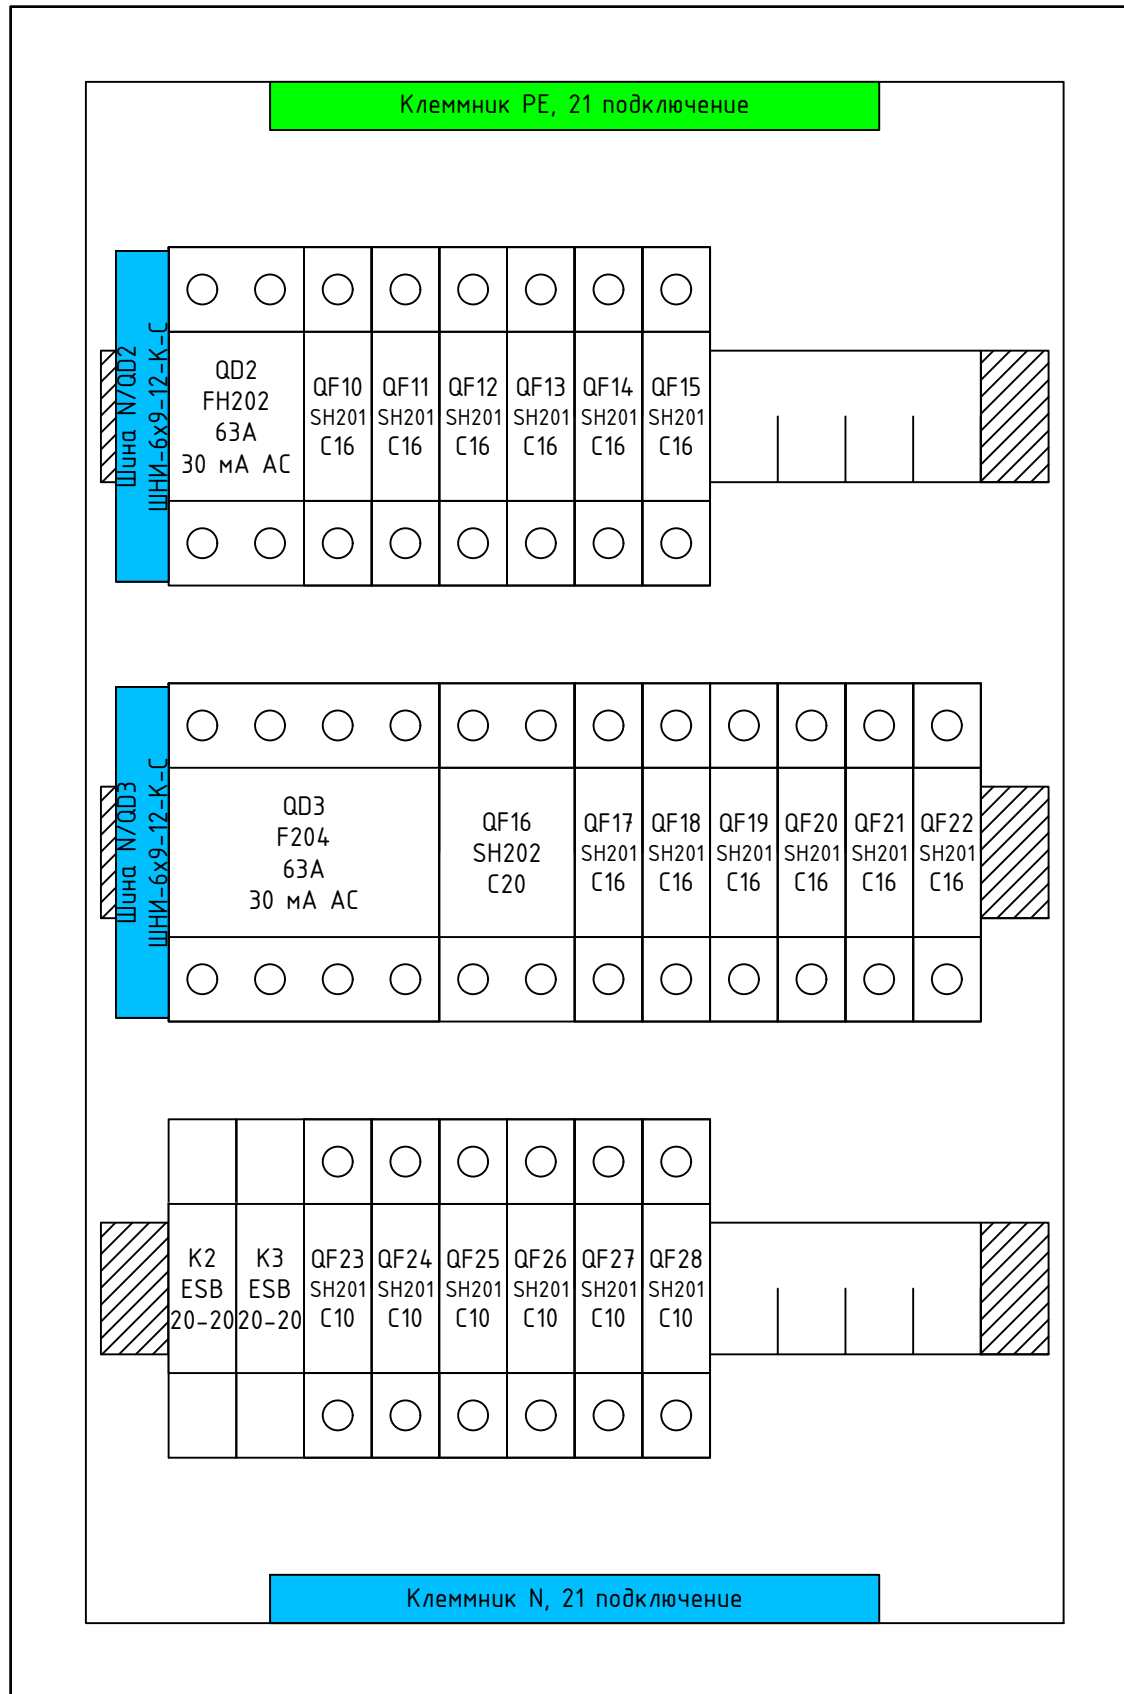 Клеммник PE, 21 подключение
Шина N/QD2
ШНИ-6х9-12-К-С
QD2
FH202
63А
30 мА АС
QF10
SH201
C16
QF11
SH201
C16
QF12
SH201
C16
QF13
SH201
C16
QF14
SH201
C16
QF15
SH201
C16
Шина N/QD3
ШНИ-6х9-12-К-С
QD3
F204
63А
30 мА АС
QF16
SH202
C20
QF17
SH201
C16
QF18
SH201
C16
QF19
SH201
C16
QF20
SH201
C16
QF21
SH201
C16
QF22
SH201
C16
K2
ESB
20-20
K3
ESB
20-20
QF23
SH201
C10
QF24
SH201
C10
QF25
SH201
C10
QF26
SH201
C10
QF27
SH201
C10
QF28
SH201
C10
Клеммник N, 21 подключение